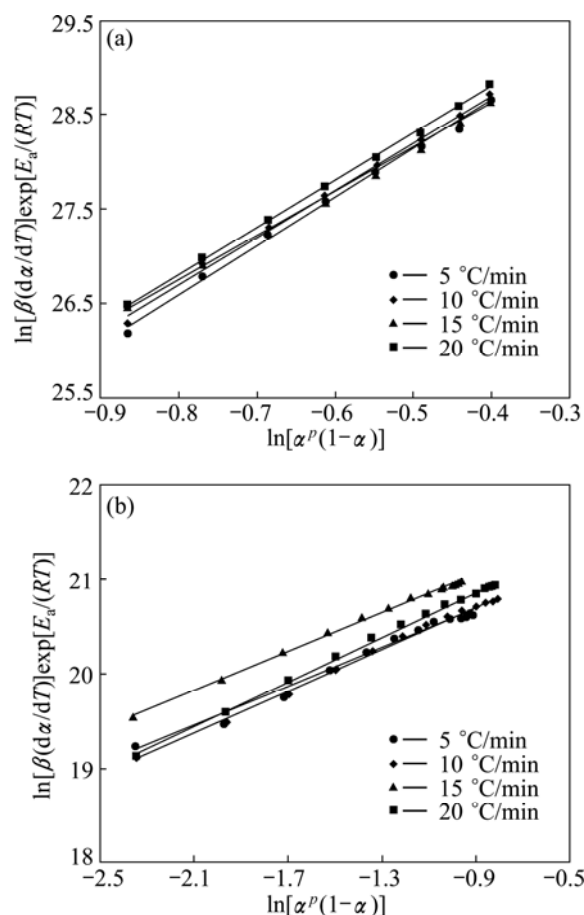 (a)
29.5
28.5
27.5
26.5
25.5
ln[β(dα/dT)]exp[Eₐ/(RT)]
5 °C/min
10 °C/min
15 °C/min
20 °C/min
−0.9 −0.8 −0.7 −0.6 −0.5 −0.4 −0.3
ln[αᵖ(1−α)]
(b)
22
21
20
19
18
ln[β(dα/dT)]exp[Eₐ/(RT)]
5 °C/min
10 °C/min
15 °C/min
20 °C/min
−2.5 −2.1 −1.7 −1.3 −0.9 −0.5
ln[αᵖ(1−α)]